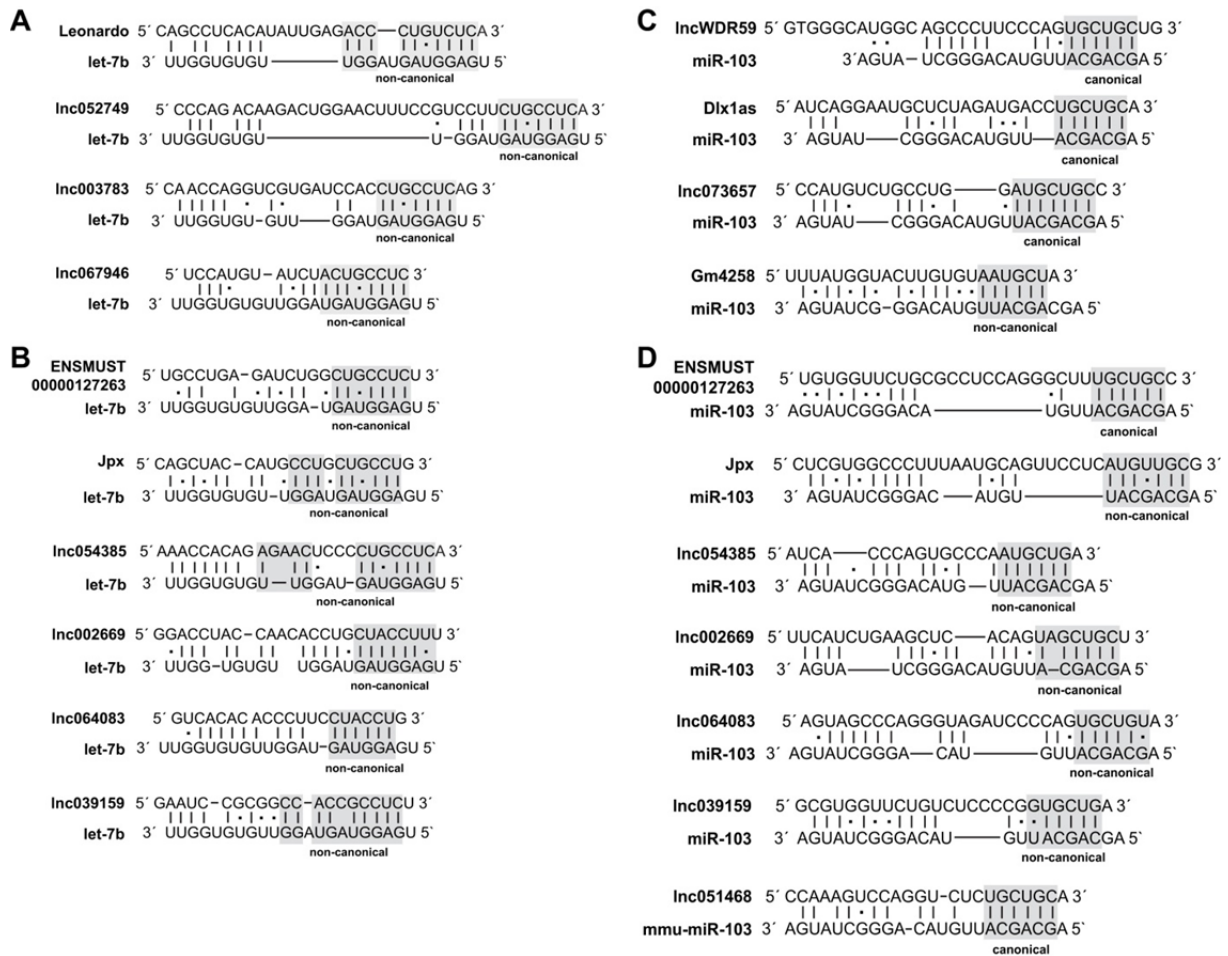 A
Leonardo 5´ CAGCCUCACAUAUUGAGACC—CUGUCUCA 3´
let-7b 3´ UUGGUGUGU———UGGAUGAUGGAGU 5`
non-canonical
lnc052749 5´ CCCAGACAAGACUGGAACUUUCCGUCCUUCUGCCUCA 3´
let-7b 3´ UUGGUGUGU———————U-GGAUGAUGGAGU 5`
non-canonical
lnc003783 5´ CAACCAGGUCGUGAUCCACCUGCCUCAG 3´
let-7b 3´ UUGGUGU-GUU——GGAUGAUGGAGU 5`
non-canonical
lnc067946 5´ UCCAUGU-AUCUACUGCCUC 3´
let-7b 3´ UUGGUGUGUUGGAUGAUGGAGU 5`
non-canonical
B
ENSMUST
00000127263 5´ UGCCUGA-GAUCUGGCUGCCUCU 3´
let-7b 3´ UUGGUGUGUUGGA-UGAUGGAGU 5`
non-canonical
Jpx 5´ CAGCUAC-CAUGCCUGCUGCCUG 3´
let-7b 3´ UUGGUGUGU-UGGAUGAUGGAGU 5`
non-canonical
lnc054385 5´ AAACCACAG AGAACUCCCCUGCCUCA 3´
let-7b 3´ UUGGUGUGU—UGGAU-GAUGGAGU 5`
non-canonical
lnc002669 5´ GGACCUAC-CAACACCUGCUACCUUU 3´
let-7b 3´ UUGG-UGUGU UGGAUGAUGGAGU 5`
non-canonical
lnc064083 5´ GUCACAC ACCCUUCCUACCUG 3´
let-7b 3´ UUGGUGUGUUGGAU-GAUGGAGU 5`
non-canonical
lnc039159 5´ GAAUC-CGCGGCC-ACCGCCUCU 3´
let-7b 3´ UUGGUGUGUUGGAUGAUGGAGU 5`
non-canonical
C
lncWDR59 5´ GTGGGCAUGGC AGCCCUUCCCAGUGCUGCUG 3´
miR-103 3´AGUA-UCGGGACAUGUUACGACGA 5´
canonical
Dlx1as 5´ AUCAGGAAUGCUCUAGAUGACCUGCUGCA 3´
miR-103 3´ AGUAU——CGGGACAUGUU—ACGACGA 5`
canonical
lnc073657 5´ CCAUGUCUGCCUG——GAUGCUGCC 3´
miR-103 3´ AGUAU——CGGGACAUGUUACGACGA 5`
canonical
Gm4258 5´ UUUAUGGUACUUGUGUAAUGCUA 3´
miR-103 3´ AGUAUCG-GGACAUGUUACGACGA 5`
non-canonical
D
ENSMUST
00000127263 5´ UGUGGUUCUGCGCCUCCAGGGCUUUGCUGCC 3´
miR-103 3´ AGUAUCGGGACA————UGUUACGACGA 5`
canonical
Jpx 5´ CUCGUGGCCCUUUAAUGCAGUUCCUCAUGUUGCG 3´
miR-103 3´ AGUAUCGGGAC—AUGU———UACGACGA 5`
non-canonical
lnc054385 5´ AUCA——CCCAGUGCCCAAUGCUGA 3´
miR-103 3´ AGUAUCGGGACAUG—UUACGACGA 5`
non-canonical
lnc002669 5´ UUCAUCUGAAGCUC——ACAGUAGCUGCU 3´
miR-103 3´ AGUA——UCGGGACAUGUUA-CGACGA 5`
non-canonical
lnc064083 5´ AGUAGCCCAGGGUAGAUCCCCAGUGCUGUA 3´
miR-103 3´ AGUAUCGGGA—CAU———GUUACGACGA 5`
non-canonical
lnc039159 5´ GCGUGGUUCUGUCUCCCCGGUGCUGA 3´
miR-103 3´ AGUAUCGGGACAU——GUUACGACGA 5`
non-canonical
lnc051468 5´ CCAAAGUCCAGGU-CUCUGCUGCA 3´
mmu-miR-103 3´ AGUAUCGGGA-CAUGUUACGACGA 5`
canonical